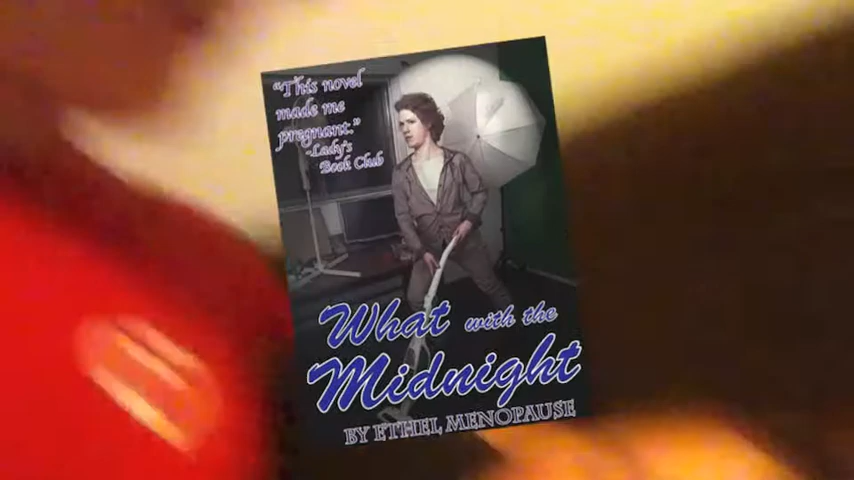 “This novel
made me
pregnant.”
-Lady's
Book Club
What with the
Midnight
BY ETHEL MENOPAUSE